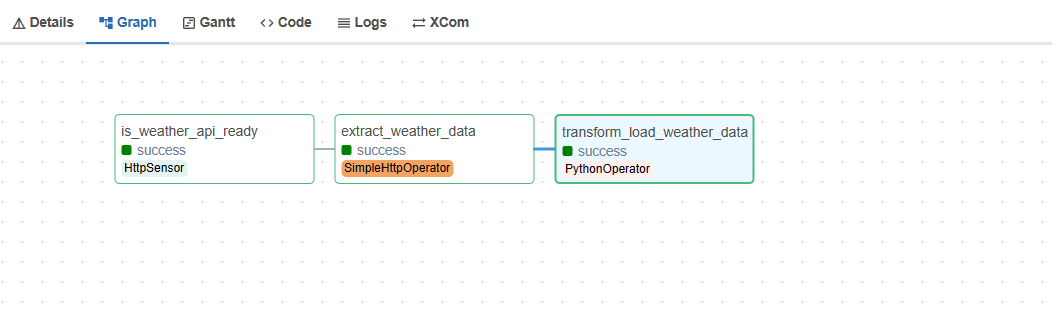 Details Graph Gantt Code Logs XCom
is_weather_api_ready
success
HttpSensor
extract_weather_data
success
SimpleHttpOperator
transform_load_weather_data
success
PythonOperator